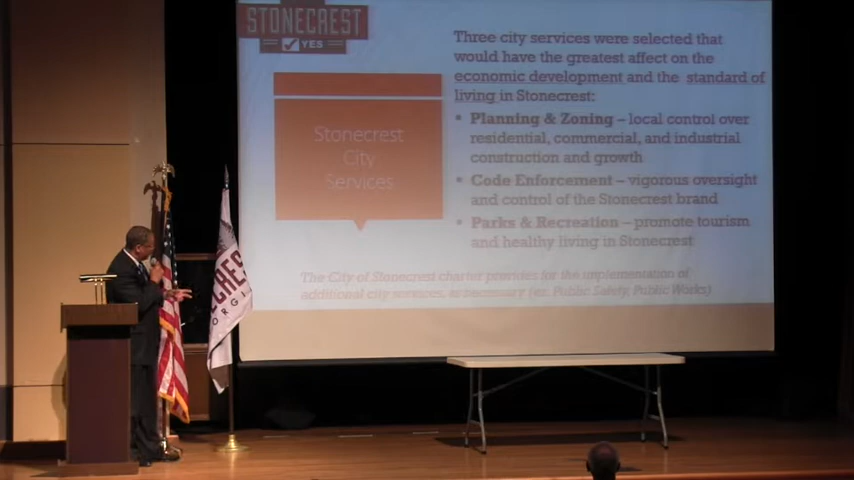 STONECREST
YES
Three city services were selected that
would have the greatest affect on the
economic development and the standard of
living in Stonecrest:
Stonecrest
City
Services
▪ Planning & Zoning – local control over
residential, commercial, and industrial
construction and growth
▪ Code Enforcement – vigorous oversight
and control of the Stonecrest brand
▪ Parks & Recreation – promote tourism
and healthy living in Stonecrest
The City of Stonecrest charter provides for the implementation of
additional city services, as necessary (ex. Public Safety, Public Works)